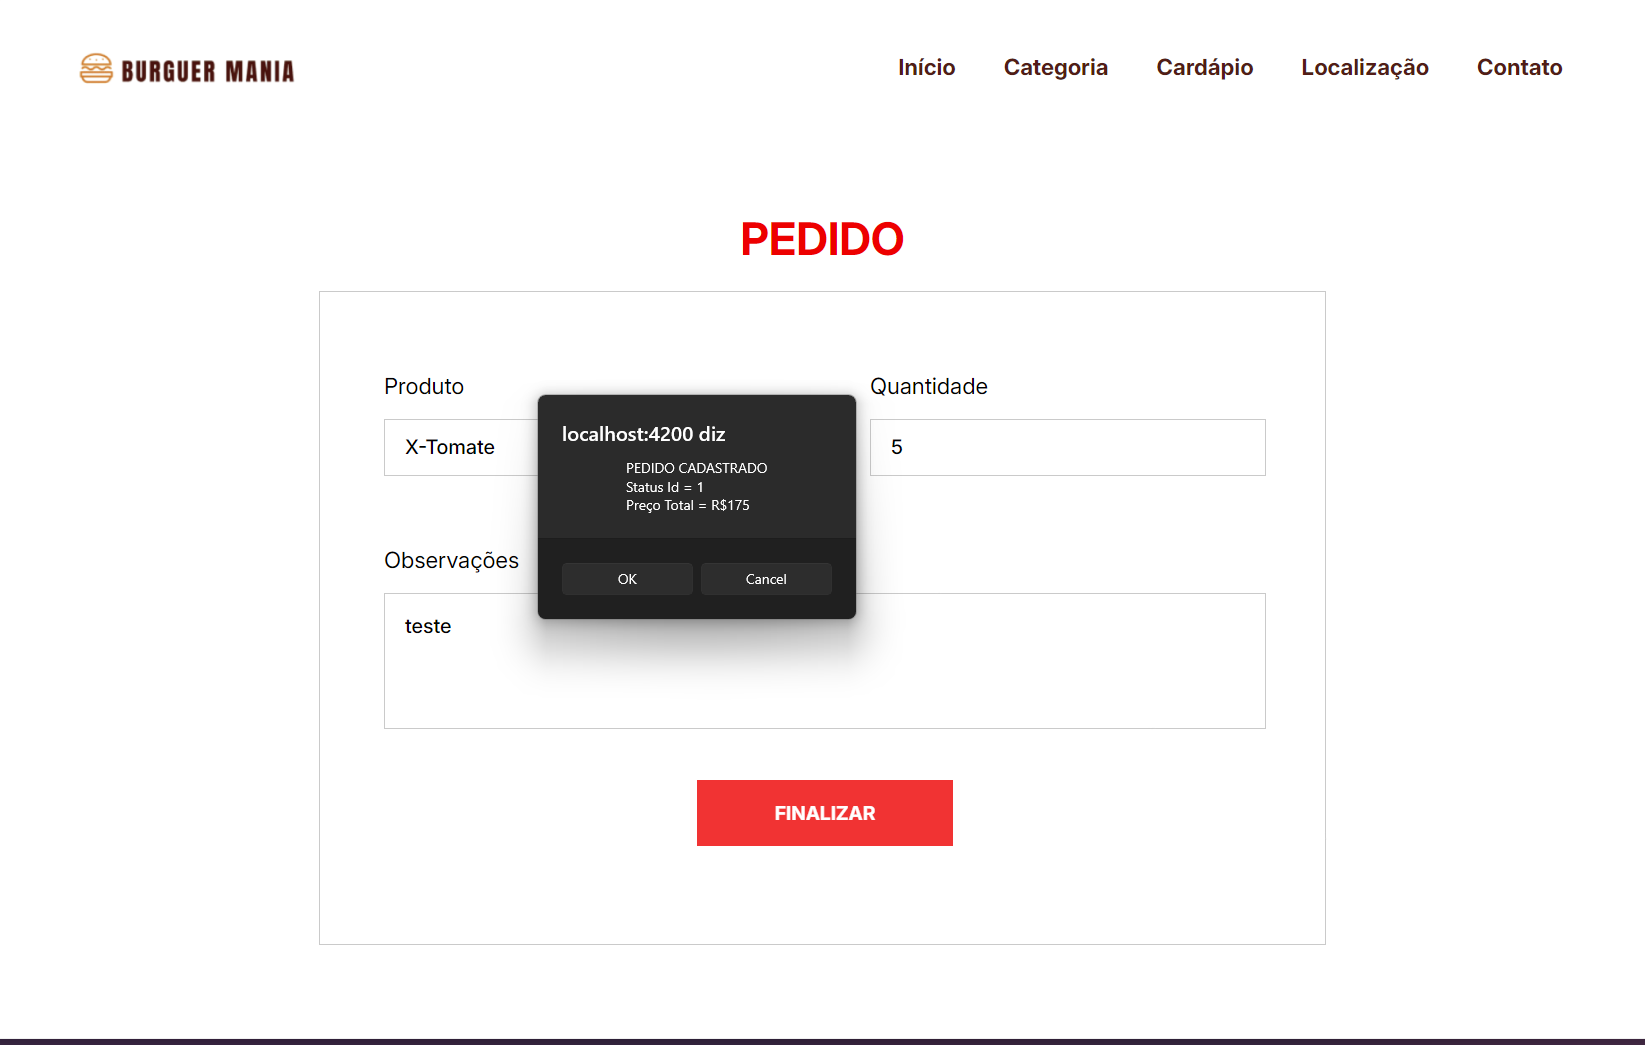 BURGUER MANIA
Início Categoria Cardápio Localização Contato
PEDIDO
Produto
Quantidade
X-Tomate
5
localhost:4200 diz
PEDIDO CADASTRADO
Status Id = 1
Preço Total = R$175
OK Cancel
Observações
teste
FINALIZAR